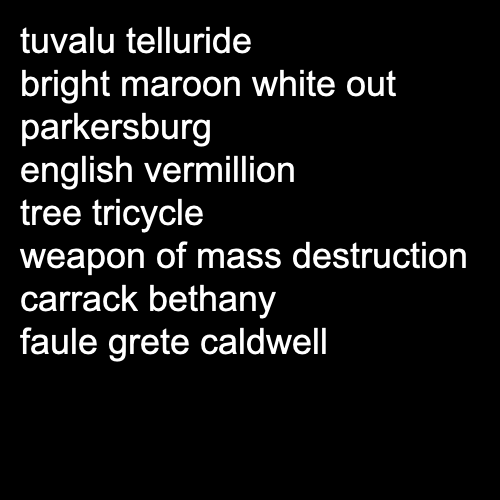 tuvalu telluride
bright maroon white out
parkersburg
english vermillion
tree tricycle
weapon of mass destruction
carrack bethany
faule grete caldwell